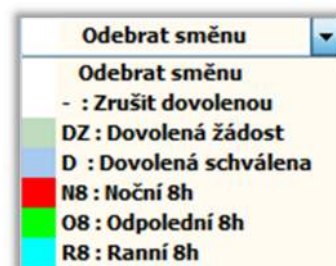 Odebrat směnu
Odebrat směnu
- : Zrušit dovolenou
DZ : Dovolená žádost
D : Dovolená schválena
N8 : Noční 8h
O8 : Odpolední 8h
R8 : Ranní 8h